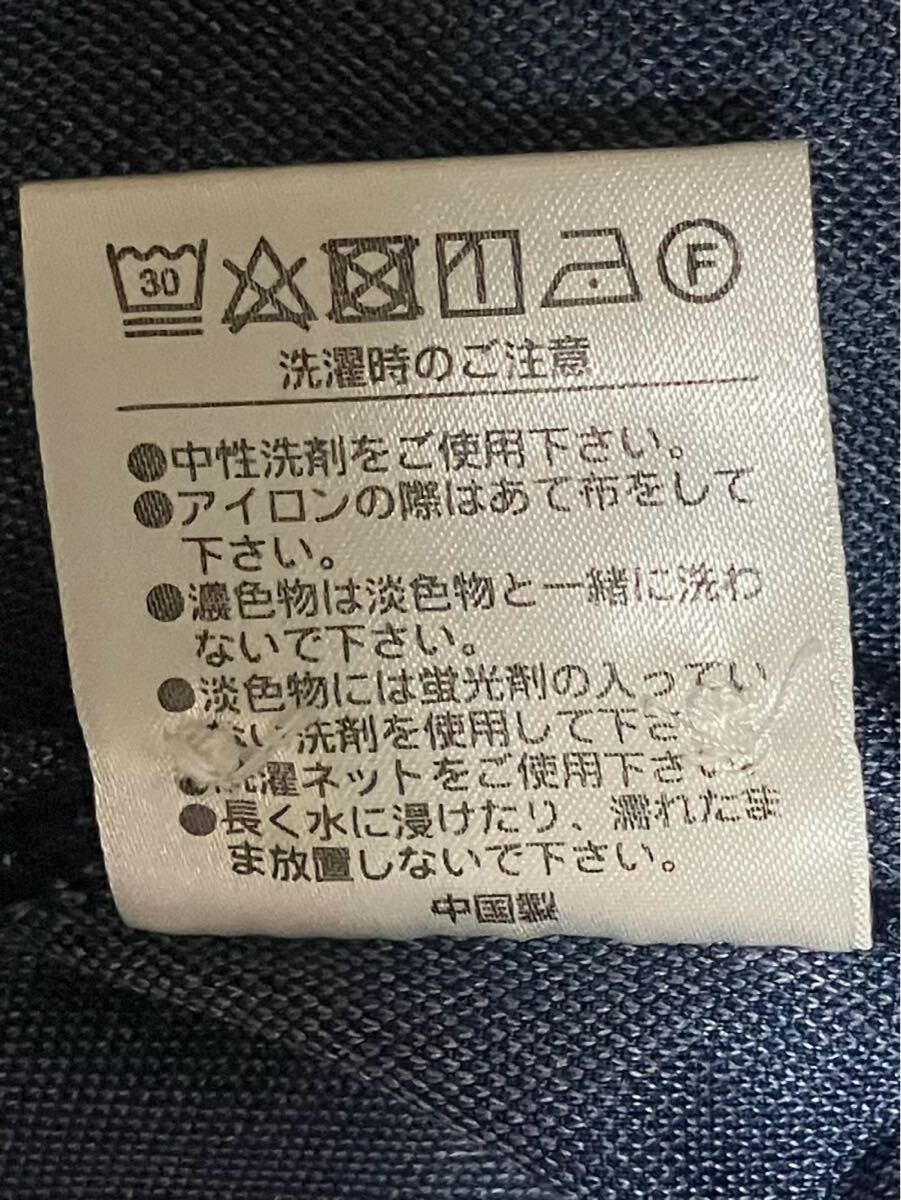 30
F
洗濯時のご注意
●中性洗剤をご使用下さい。
●アイロンの際はあて布をして
下さい。
●濃色物は淡色物と一緒に洗わ
ないで下さい。
●淡色物には蛍光剤の入ってい
ない洗剤を使用して下さ
●洗濯ネットをご使用下さい。
●長く水に浸けたり、濡れたま
ま放置しないで下さい。
中国製